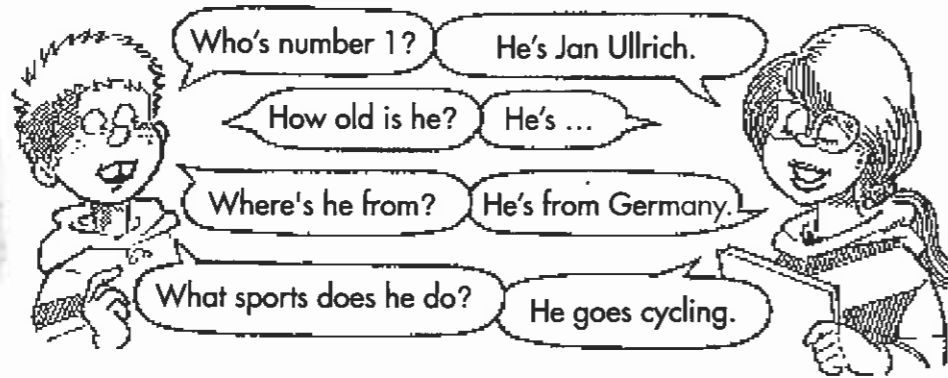 Who's number 1?
He's Jan Ullrich.
How old is he?
He's ...
Where's he from?
He's from Germany.
What sports does he do?
He goes cycling.